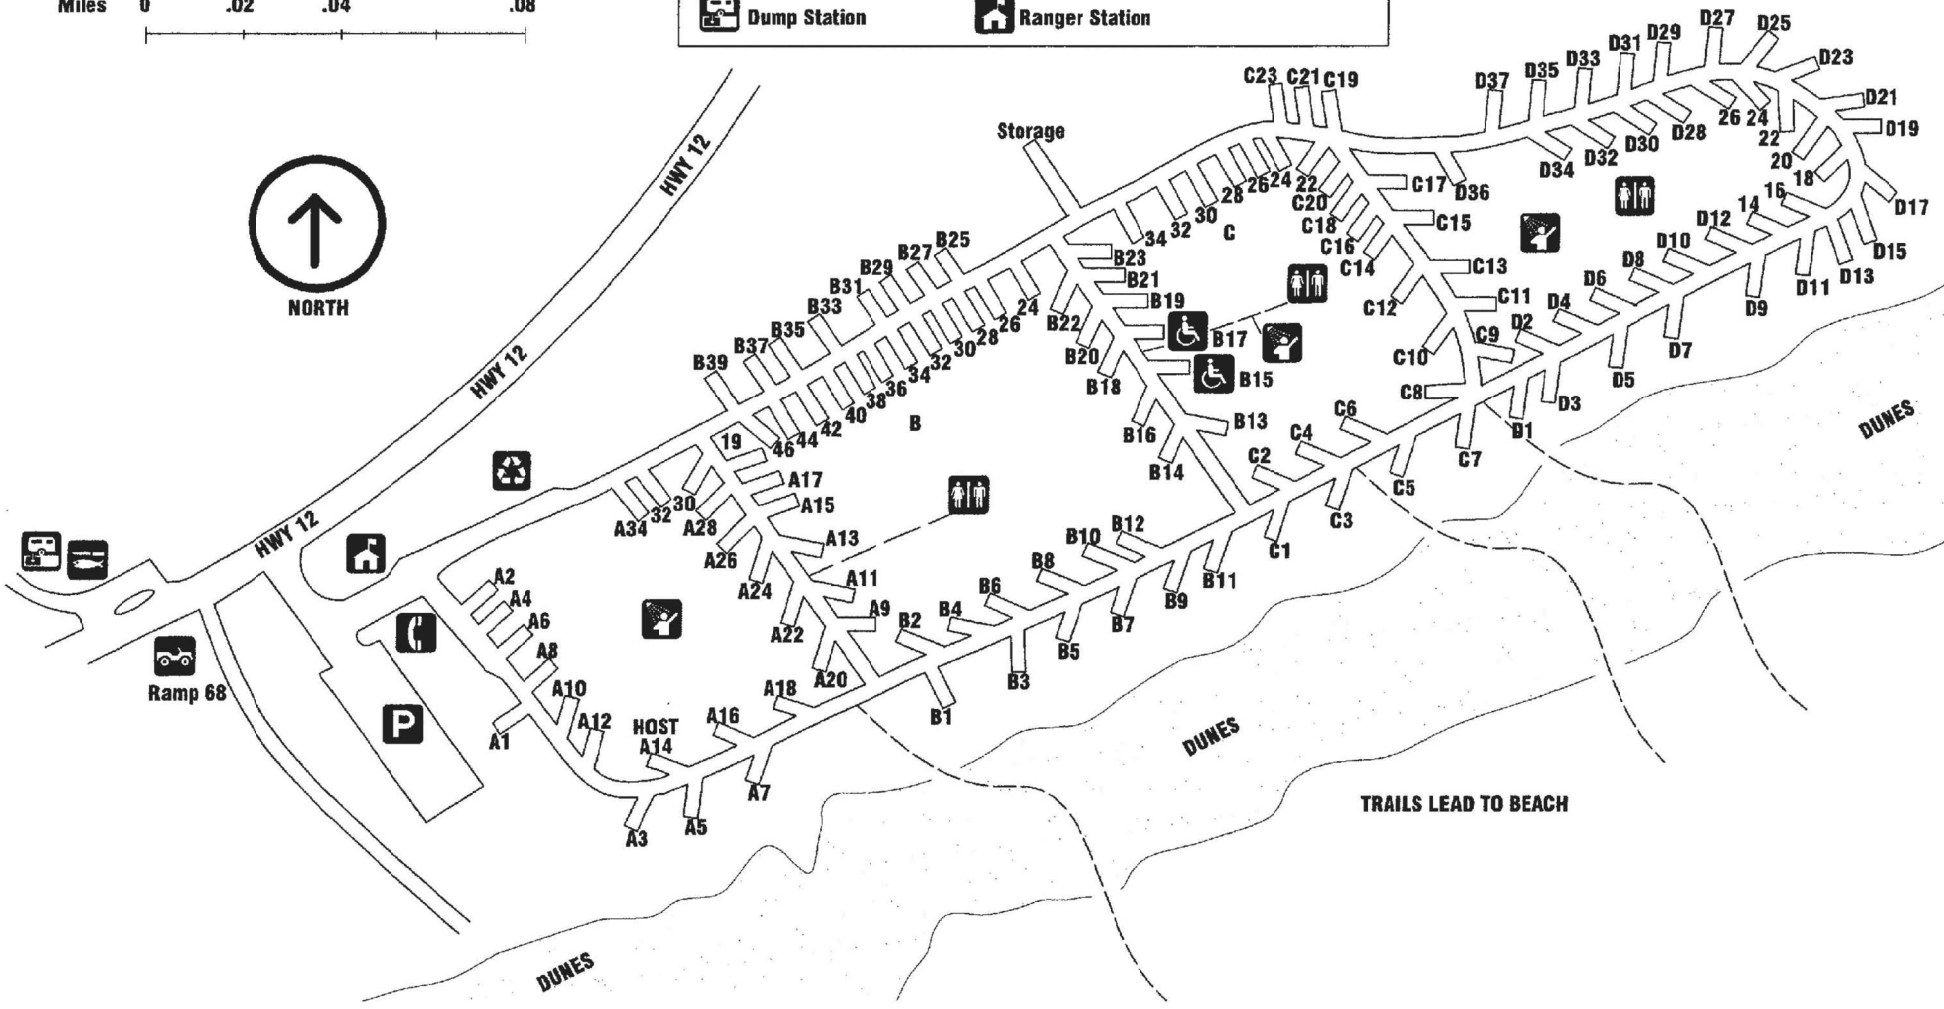 Miles 0 .02 .04 .08
Dump Station
Ranger Station
HWY 12
HWY 12
HWY 12
NORTH
Storage
C23 C21 C19
D37 D35 D33 D31 D29 D27 D25
D23
D21
D19
D17
D15
D13
D11
D9
D7
D5
D3
D1
D36 D34 D32 D30 D28 26 24 22 20 18 16 14
D12
D10
D8
D6
D4
D2
C17
C15
C13
C11
C9
34 32 30 28 26 24 22
C20
C18
C16
C14
C12
C10
C8
C
B39 B37 B35 B33 B31 B29 B27 B25
B23
B21
B19
B17
B15
B13
B22
B20
B18
B16
B14
46 44 42 40 38 36 34 32 30 28 26 24
B
C7
C6
C5
C4
C3
C2
C1
B12
B11
B10
B9
B8
B7
B6
B5
B4
B3
B2
B1
19
A17
A15
A13
A11
A9
A34 32 30
A28
A26
A24
A22
A20
A2
A4
A6
A8
A10
A12
HOST
A14
A16
A18
A1
A3
A5
A7
P
Ramp 68
DUNES
DUNES
DUNES
TRAILS LEAD TO BEACH